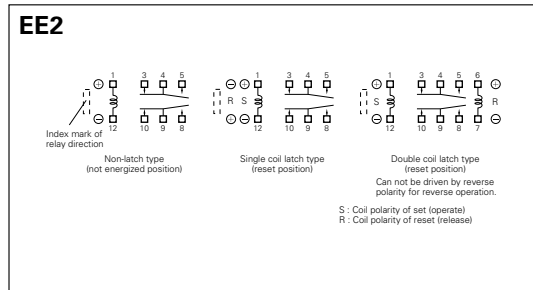 EE2
1 3 4 5
12 10 9 8
Index mark of
relay direction
Non-latch type
(not energized position)
R S 1 3 4 5
12 10 9 8
Single coil latch type
(reset position)
1 3 4 5 6
S R
12 10 9 8 7
Double coil latch type
(reset position)
Can not be driven by reverse
polarity for reverse operation.
S : Coil polarity of set (operate)
R : Coil polarity of reset (release)